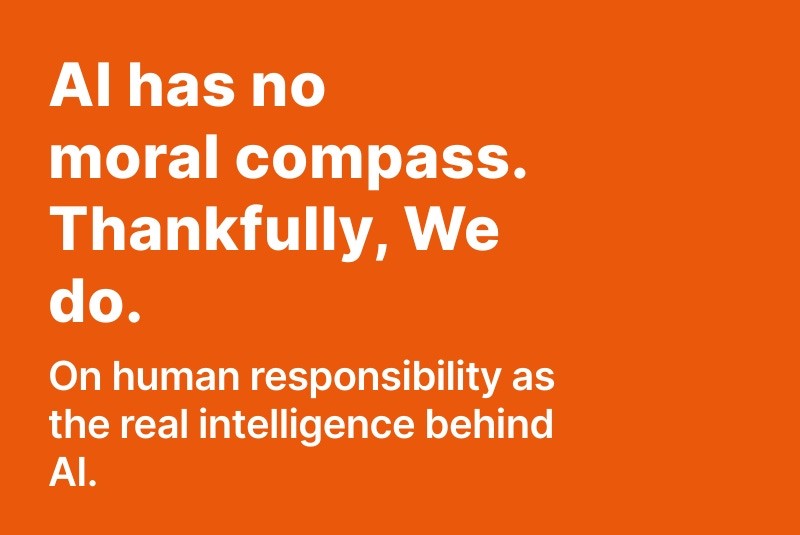 AI has no
moral compass.
Thankfully, We
do.
On human responsibility as
the real intelligence behind
AI.